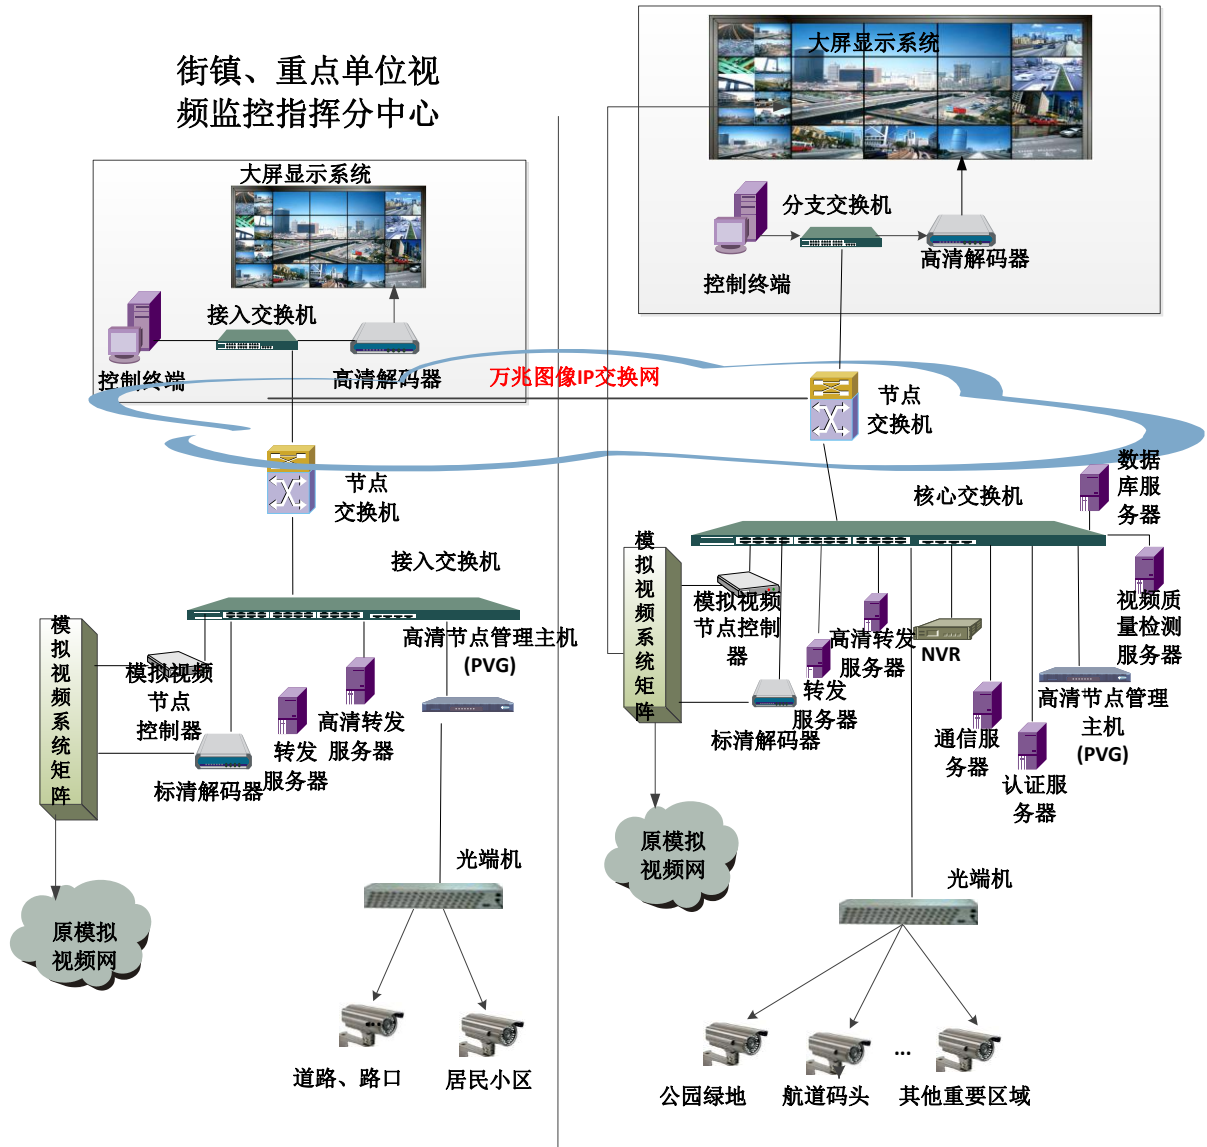 街镇、重点单位视
频监控指挥分中心
大屏显示系统
接入交换机
控制终端
高清解码器
大屏显示系统
分支交换机
控制终端
高清解码器
万兆图像IP交换网
节点
交换机
节点
交换机
接入交换机
模拟视频系统矩阵
模拟视频
节点
控制器
高清节点管理主机
(PVG)
高清转发
服务器
转发
服务器
标清解码器
原模拟
视频网
光端机
道路、路口
居民小区
核心交换机
数据
库服
务器
模拟视频系统矩阵
模拟视频
节点控制
器
高清转发
服务器
转发
服务器
标清解码器
NVR
视频质
量检测
服务器
高清节点管理
主机
(PVG)
通信服
务器
认证服
务器
原模拟
视频网
光端机
公园绿地
航道码头
...
其他重要区域